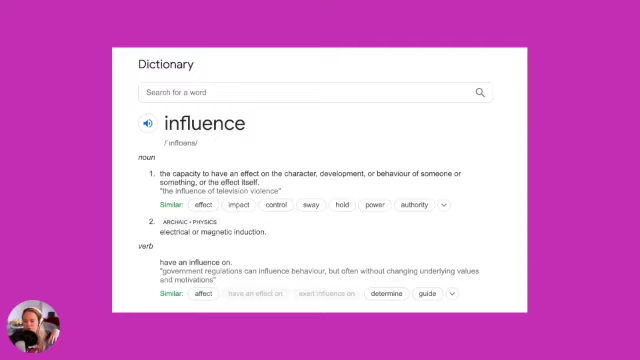 Dictionary
Search for a word
influence
/ˈɪnflʊəns/
noun
1. the capacity to have an effect on the character, development, or behaviour of someone or
something, or the effect itself.
"the influence of television violence"
Similar: effect impact control sway hold power authority
2. ARCHAIC • PHYSICS
electrical or magnetic induction.
verb
have an influence on.
"government regulations can influence behaviour, but often without changing underlying values
and motivations"
Similar: affect have an effect on exert influence on determine guide